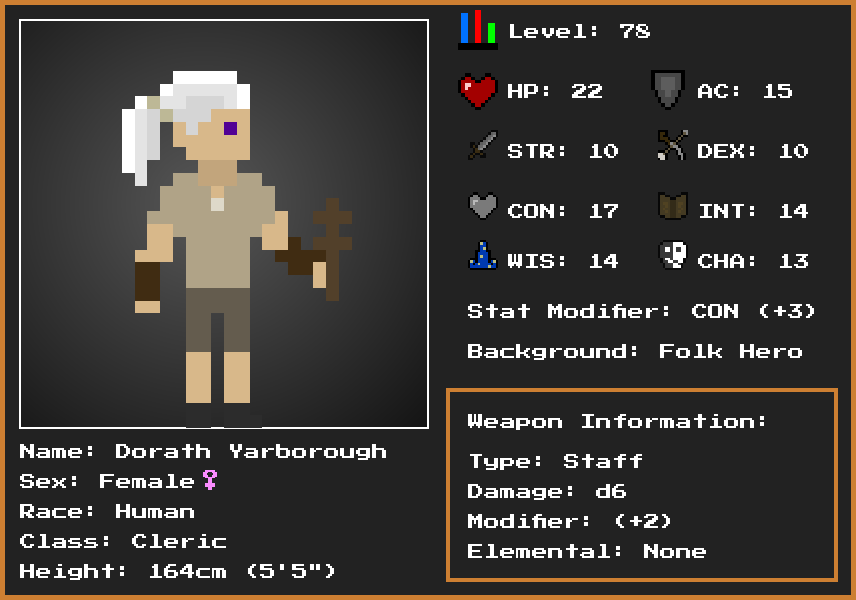 Level: 78
HP: 22 AC: 15
STR: 10 DEX: 10
CON: 17 INT: 14
WIS: 14 CHA: 13
Stat Modifier: CON (+3)
Background: Folk Hero
Weapon Information:
Type: Staff
Damage: d6
Modifier: (+2)
Elemental: None
Name: Dorath Yarborough
Sex: Female♀
Race: Human
Class: Cleric
Height: 164cm (5'5")